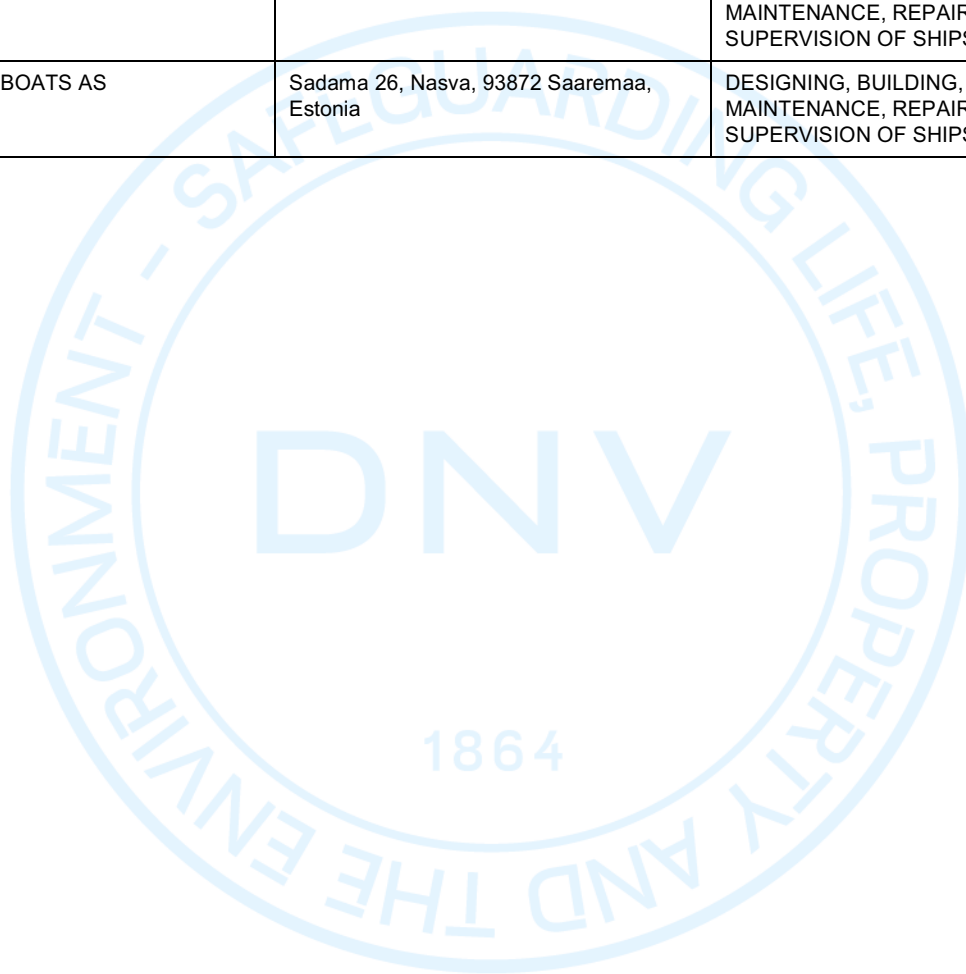 MAINTENANCE, REPAIR
SUPERVISION OF SHIPS
BOATS AS
Sadama 26, Nasva, 93872 Saaremaa,
Estonia
DESIGNING, BUILDING,
MAINTENANCE, REPAIR
SUPERVISION OF SHIPS
SAFEGUARDING LIFE, PROPERTY AND THE ENVIRONMENT -
DNV
1864